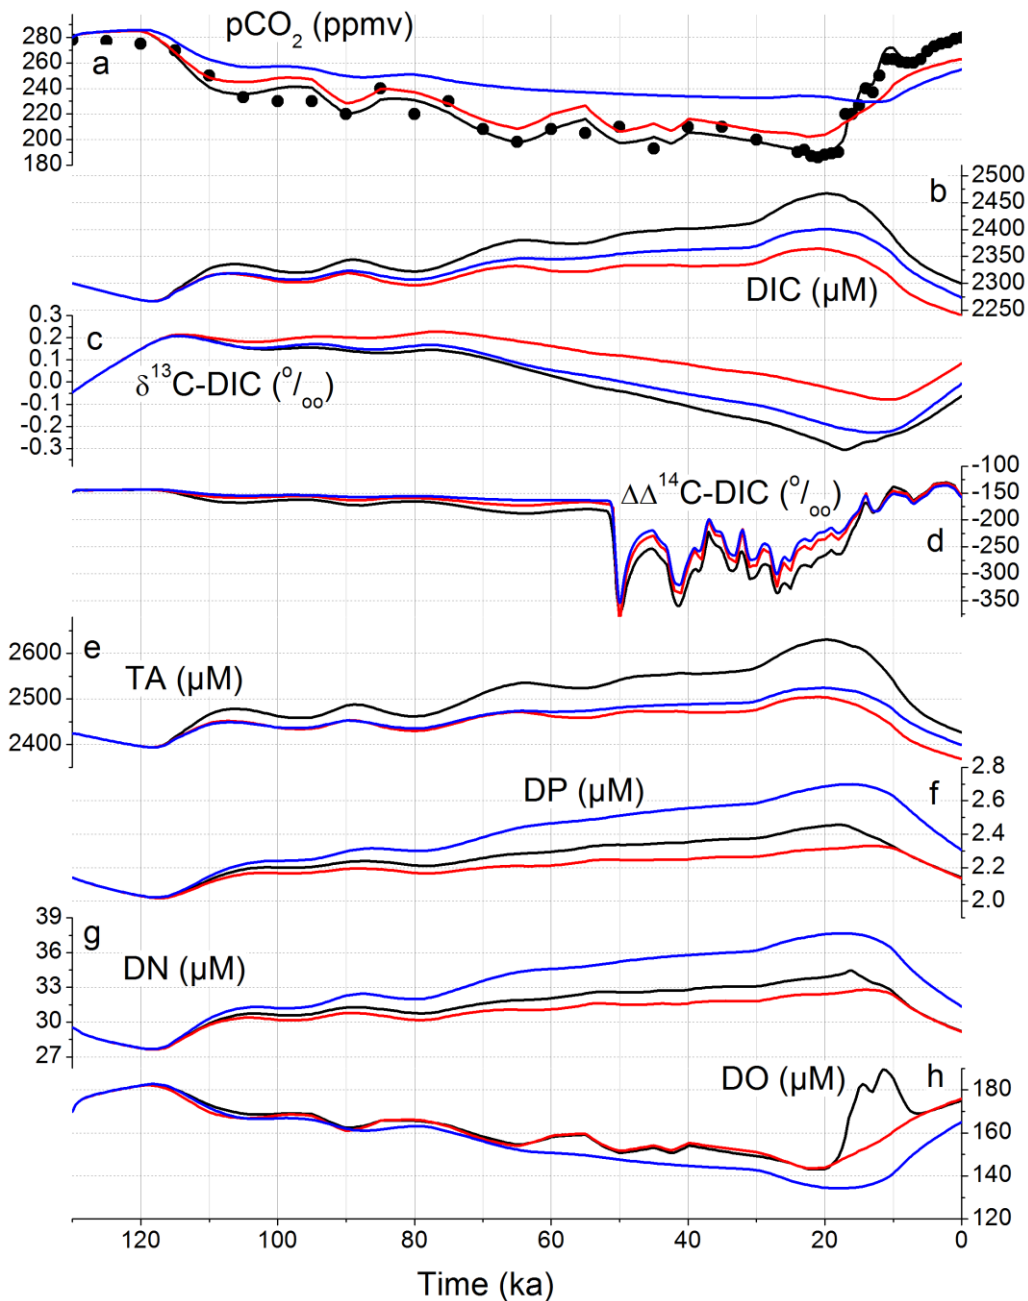 pCO2 (ppmv)
a
280
260
240
220
200
180
b
2500
2450
2400
2350
2300
2250
DIC (µM)
0.3
0.2
0.1
0.0
-0.1
-0.2
-0.3
c
δ13C-DIC (o/oo)
-100
-150
-200
-250
-300
-350
ΔΔ14C-DIC (o/oo)
d
e
2600
2500
2400
TA (µM)
2.8
2.6
2.4
2.2
2.0
DP (µM)
f
39
36
33
30
27
g
DN (µM)
DO (µM)
h
180
160
140
120
120 100 80 60 40 20 0
Time (ka)